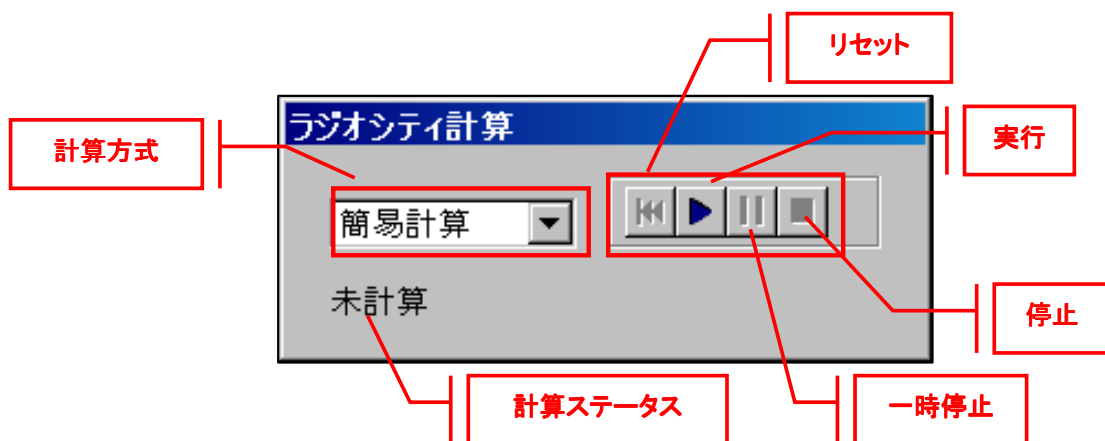 リセット
ラジオシティ計算
計算方式
実行
簡易計算
未計算
停止
計算ステータス
一時停止